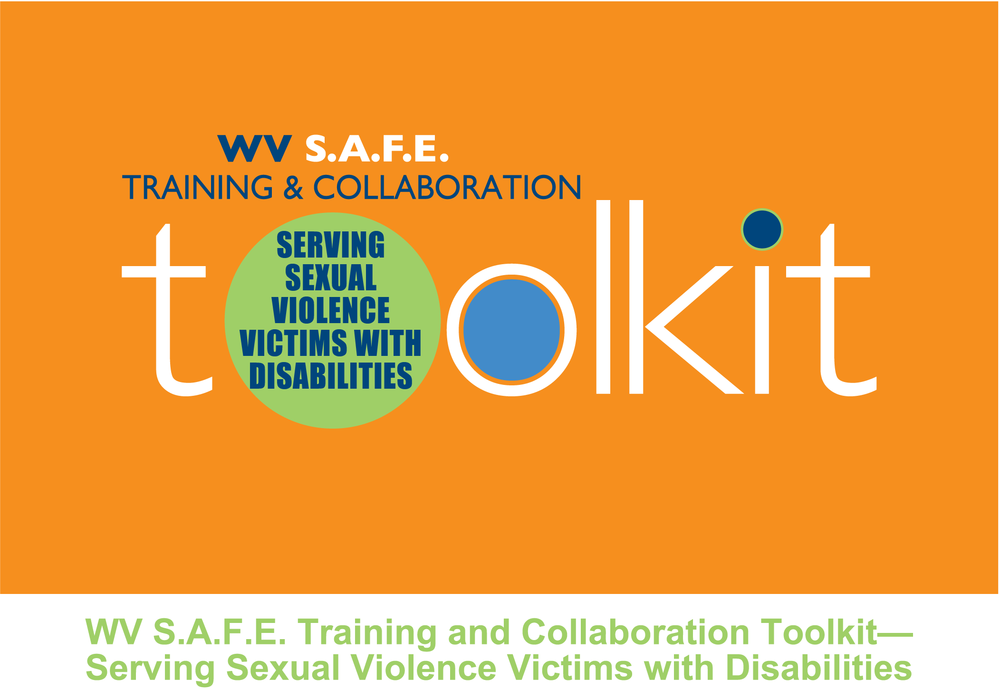 WV S.A.F.E.
TRAINING & COLLABORATION
toolkit
SERVING
SEXUAL
VIOLENCE
VICTIMS WITH
DISABILITIES
WV S.A.F.E. Training and Collaboration Toolkit—
Serving Sexual Violence Victims with Disabilities